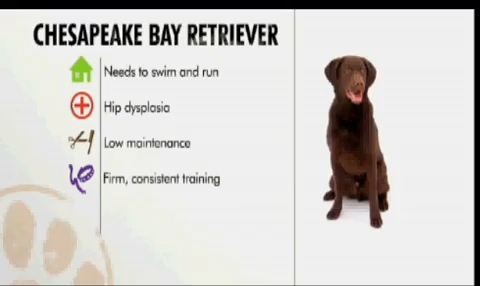 CHESAPEAKE BAY RETRIEVER
Needs to swim and run
Hip dysplasia
Low maintenance
Firm, consistent training